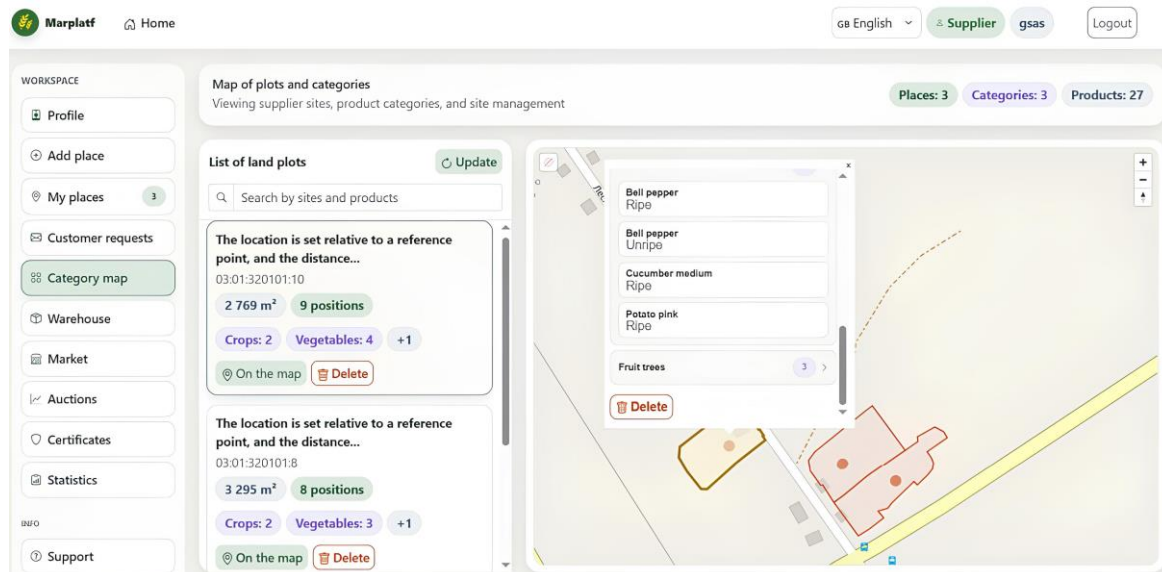 Marplatf
Home
GB English
Supplier
gsas
Logout
WORKSPACE
Profile
Add place
My places
3
Customer requests
Category map
Warehouse
Market
Auctions
Certificates
Statistics
INFO
Support
Map of plots and categories
Viewing supplier sites, product categories, and site management
Places: 3
Categories: 3
Products: 27
List of land plots
Update
Search by sites and products
The location is set relative to a reference
point, and the distance...
03:01:320101:10
2 769 m²
9 positions
Crops: 2
Vegetables: 4
+1
On the map
Delete
The location is set relative to a reference
point, and the distance...
03:01:320101:8
3 295 m²
8 positions
Crops: 2
Vegetables: 3
+1
On the map
Delete
Bell pepper
Ripe
Bell pepper
Unripe
Cucumber medium
Ripe
Potato pink
Ripe
Fruit trees
3
Delete